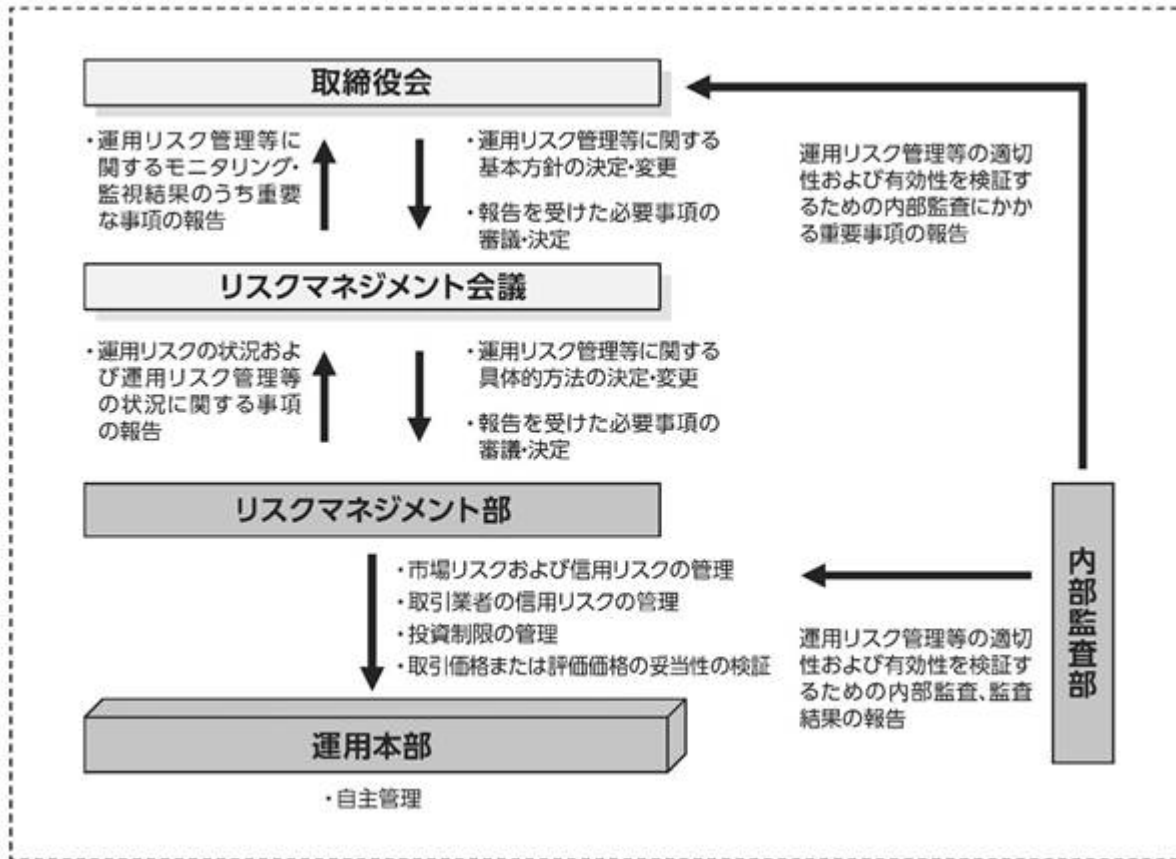 取締役会
・運用リスク管理等に
関するモニタリング・
監視結果のうち重要
な事項の報告
・運用リスク管理等に関する
基本方針の決定・変更
・報告を受けた必要事項の
審議・決定
運用リスク管理等の適切
性および有効性を検証す
るための内部監査にかか
る重要事項の報告
リスクマネジメント会議
・運用リスクの状況およ
び運用リスク管理等
の状況に関する事項
の報告
・運用リスク管理等に関する
具体的方法の決定・変更
・報告を受けた必要事項の
審議・決定
リスクマネジメント部
・市場リスクおよび信用リスクの管理
・取引業者の信用リスクの管理
・投資制限の管理
・取引価格または評価価格の妥当性の検証
運用リスク管理等の適切
性および有効性を検証す
るための内部監査、監査
結果の報告
内部監査部
運用本部
・自主管理